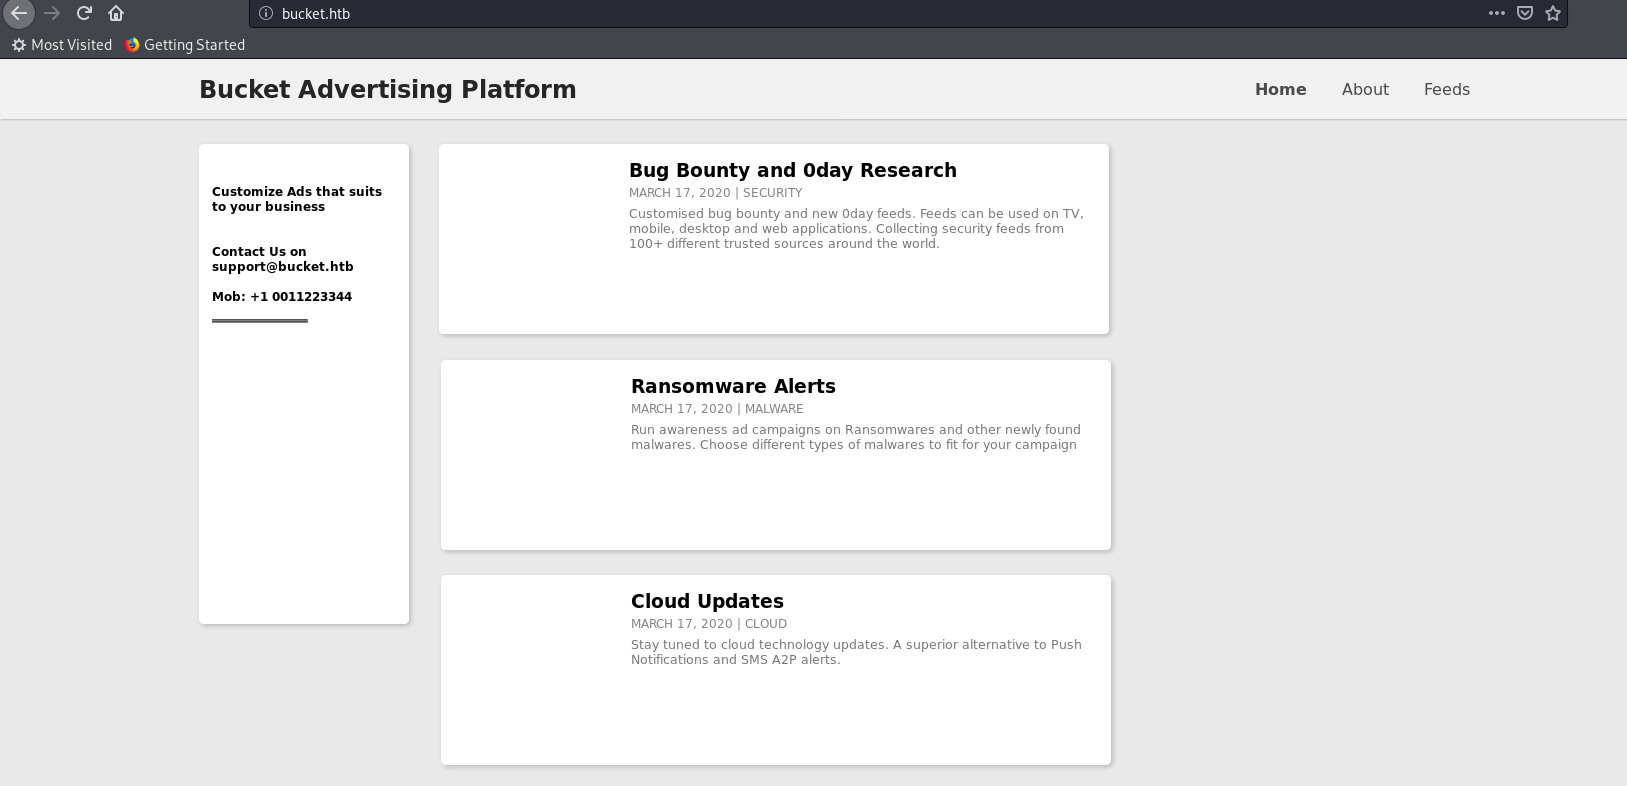 bucket.htb
Most Visited
Getting Started
Bucket Advertising Platform
Home
About
Feeds
Customize Ads that suits
to your business
Contact Us on
support@bucket.htb
Mob: +1 0011223344
Bug Bounty and 0day Research
MARCH 17, 2020 | SECURITY
Customised bug bounty and new 0day feeds. Feeds can be used on TV,
mobile, desktop and web applications. Collecting security feeds from
100+ different trusted sources around the world.
Ransomware Alerts
MARCH 17, 2020 | MALWARE
Run awareness ad campaigns on Ransomwares and other newly found
malwares. Choose different types of malwares to fit for your campaign
Cloud Updates
MARCH 17, 2020 | CLOUD
Stay tuned to cloud technology updates. A superior alternative to Push
Notifications and SMS A2P alerts.